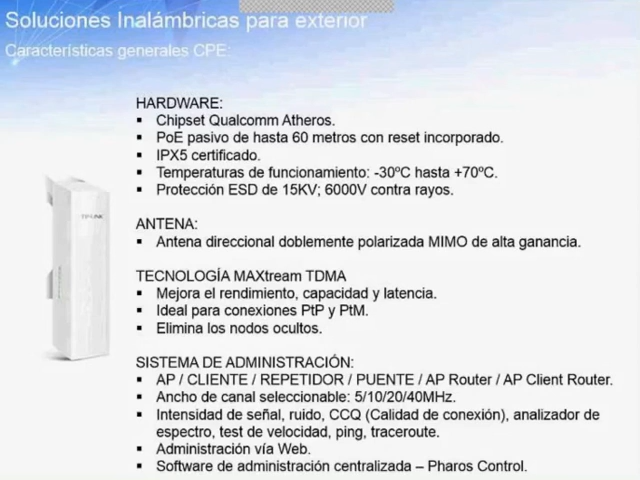 Soluciones Inalámbricas para exterior
Características generales CPE:
HARDWARE:
▪ Chipset Qualcomm Atheros.
▪ PoE pasivo de hasta 60 metros con reset incorporado.
▪ IPX5 certificado.
▪ Temperaturas de funcionamiento: -30ºC hasta +70ºC.
▪ Protección ESD de 15KV; 6000V contra rayos.
ANTENA:
▪ Antena direccional doblemente polarizada MIMO de alta ganancia.
TECNOLOGÍA MAXtream TDMA
▪ Mejora el rendimiento, capacidad y latencia.
▪ Ideal para conexiones PtP y PtM.
▪ Elimina los nodos ocultos.
SISTEMA DE ADMINISTRACIÓN:
▪ AP / CLIENTE / REPETIDOR / PUENTE / AP Router / AP Client Router.
▪ Ancho de canal seleccionable: 5/10/20/40MHz.
▪ Intensidad de señal, ruido, CCQ (Calidad de conexión), analizador de
espectro, test de velocidad, ping, traceroute.
▪ Administración vía Web.
▪ Software de administración centralizada – Pharos Control.
TP-LINK